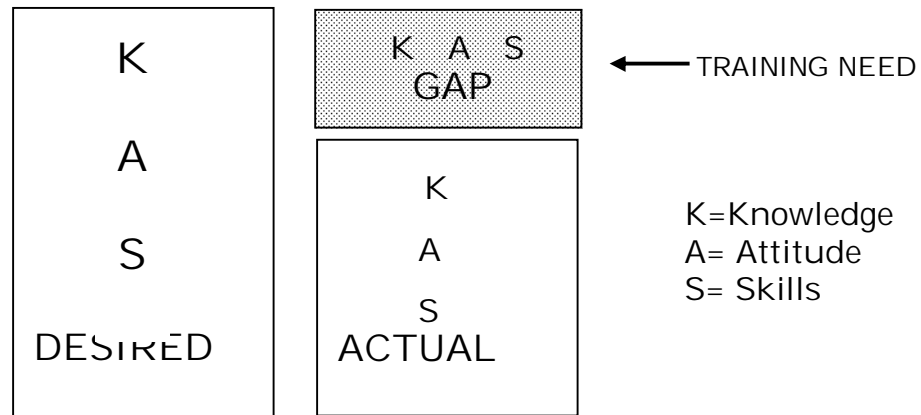 K
A
S
DESIRED
K A S
GAP
TRAINING NEED
K
A
S
ACTUAL
K=Knowledge
A= Attitude
S= Skills